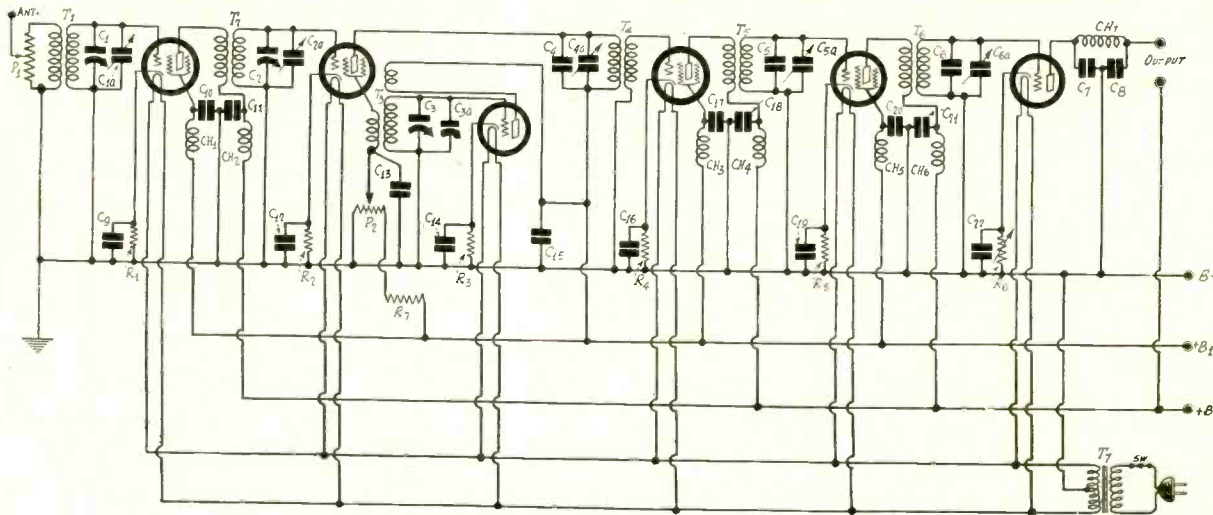 ANT.
P1
T1
C1
C1a
T2
C2
C2a
C10
C11
CH1
CH2
C9
R1
C12
R2
T3
C3
C3a
C13
P2
R7
C14
R3
C15
C4
C4a
T4
C16
R4
C17
C18
CH3
CH4
T5
C5
C5a
C19
R5
C20
C21
CH5
CH6
T6
C6
C6a
C22
R6
CH7
C7
C8
OUTPUT
B-
+B1
+B
T7
SW